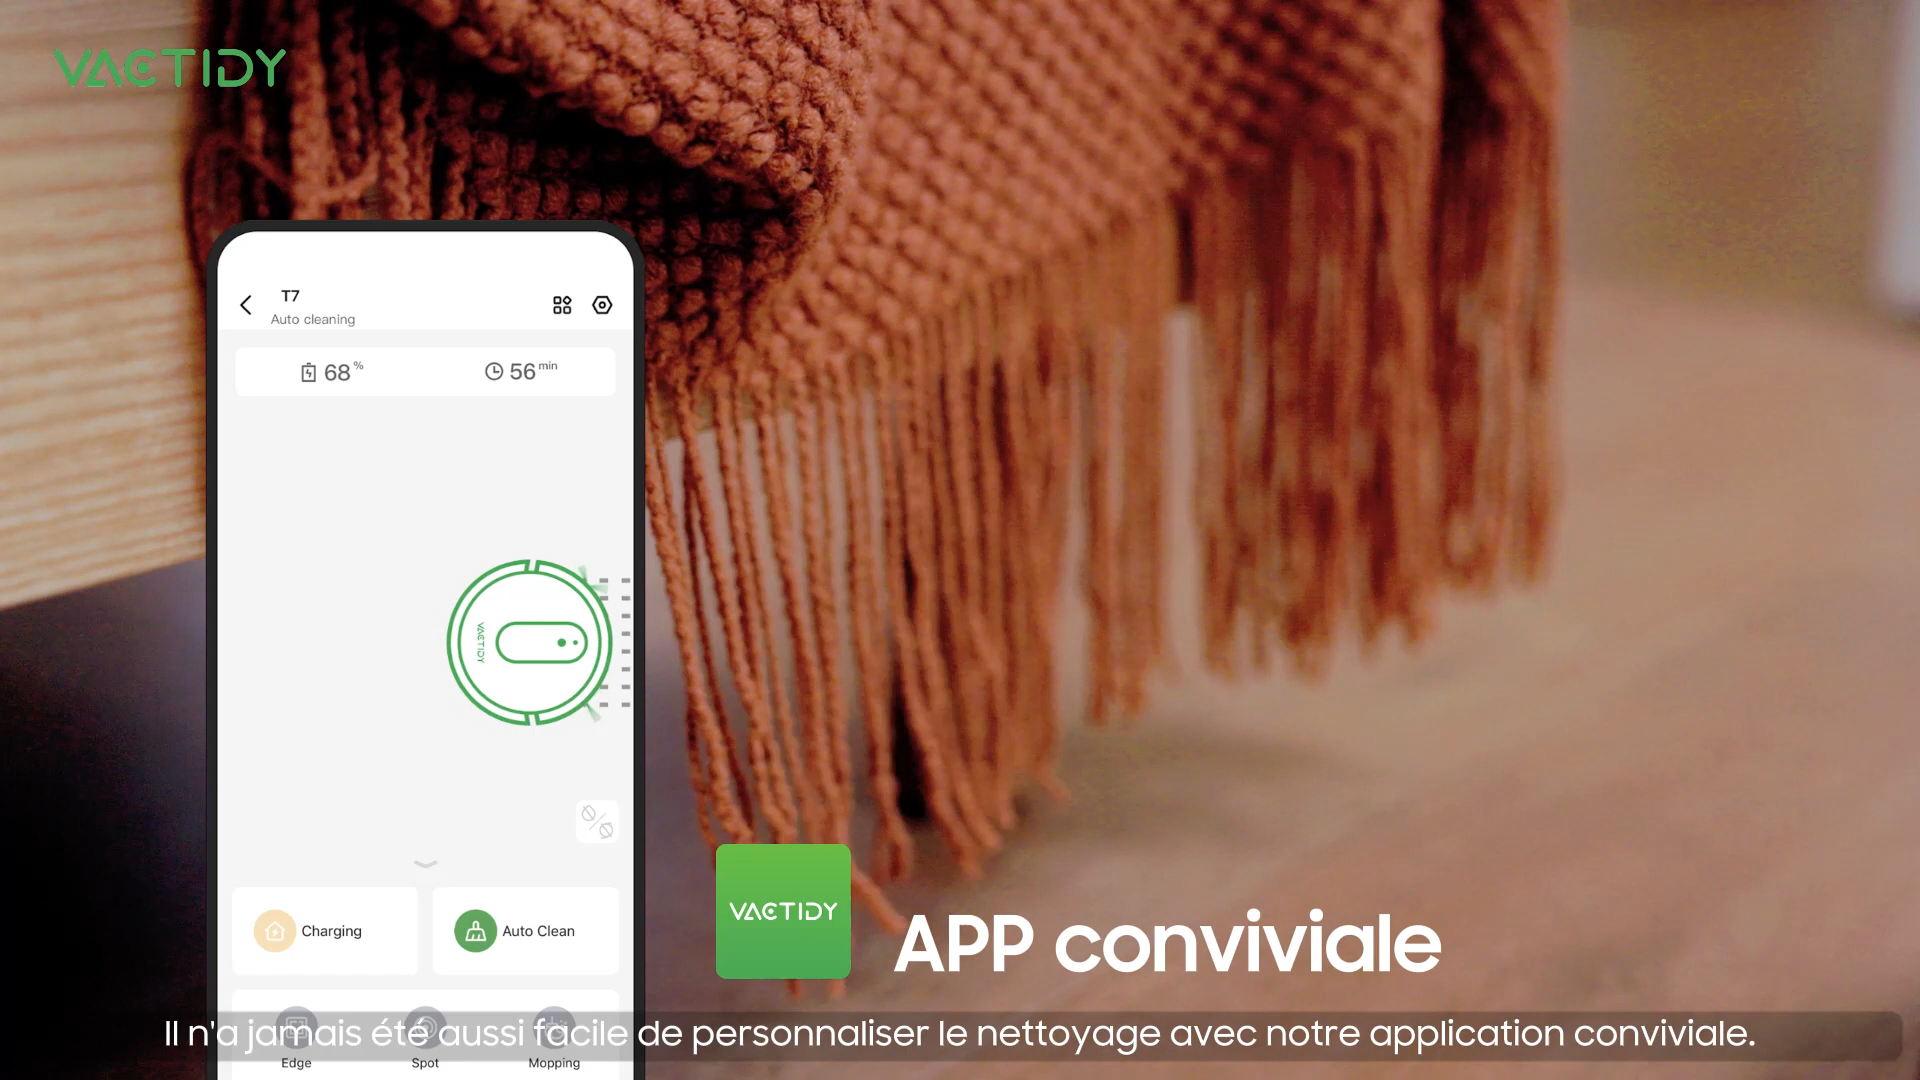 VACTIDY
T7
Auto cleaning
68 %
56 min
VACTIDY
Charging
Auto Clean
VACTIDY
APP conviviale
Il n'a jamais été aussi facile de personnaliser le nettoyage avec notre application conviviale.
Edge
Spot
Mopping